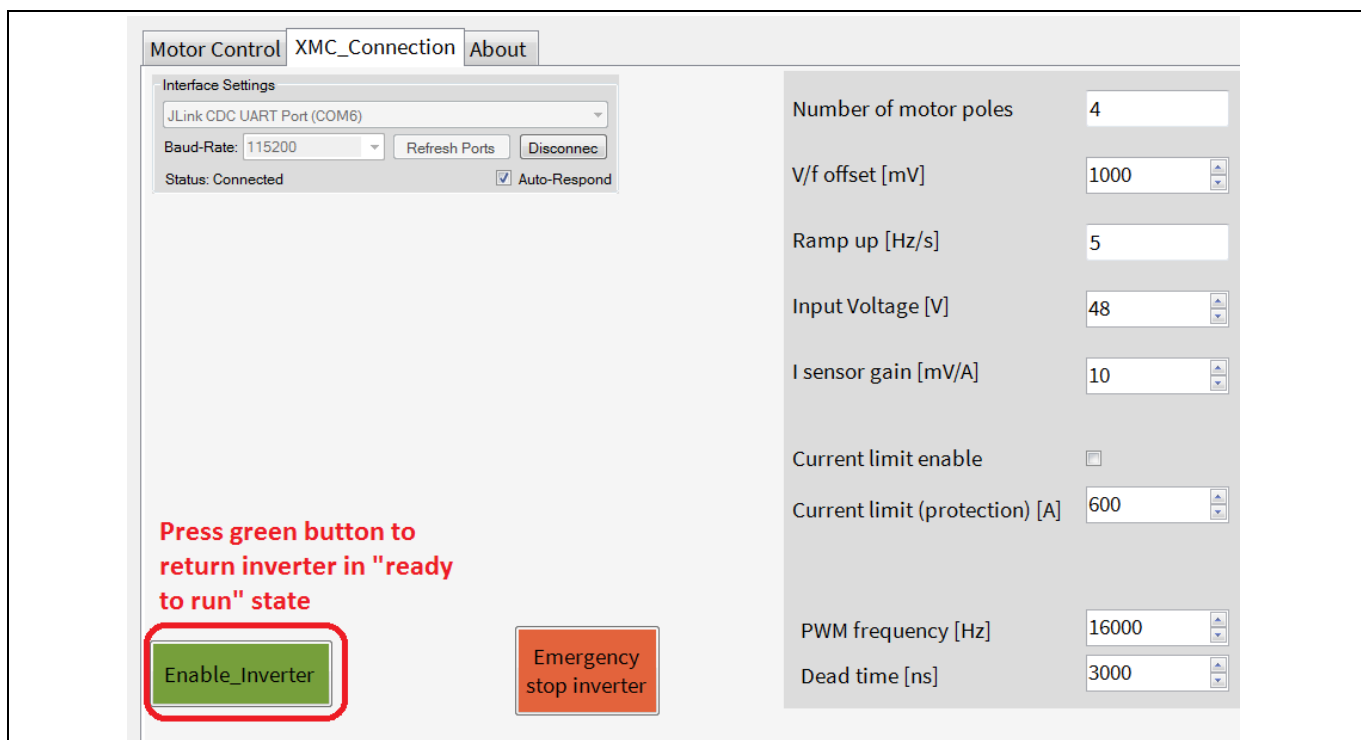 Motor Control XMC_Connection About
Interface Settings
JLink CDC UART Port (COM6)
Baud-Rate: 115200 Refresh Ports Disconnec
Status: Connected Auto-Respond
Number of motor poles 4
V/f offset [mV] 1000
Ramp up [Hz/s] 5
Input Voltage [V] 48
I sensor gain [mV/A] 10
Current limit enable
Current limit (protection) [A] 600
Press green button to
return inverter in "ready
to run" state
Enable_Inverter
Emergency
stop inverter
PWM frequency [Hz] 16000
Dead time [ns] 3000